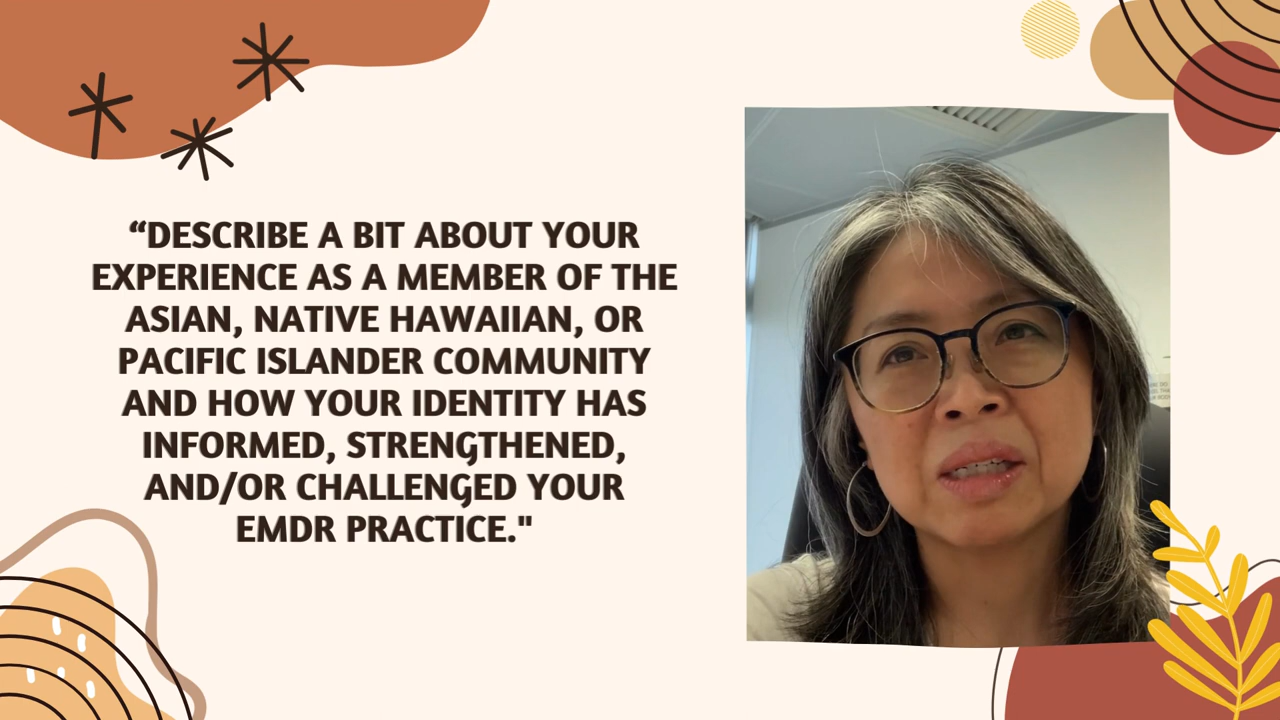 “DESCRIBE A BIT ABOUT YOUR
EXPERIENCE AS A MEMBER OF THE
ASIAN, NATIVE HAWAIIAN, OR
PACIFIC ISLANDER COMMUNITY
AND HOW YOUR IDENTITY HAS
INFORMED, STRENGTHENED,
AND/OR CHALLENGED YOUR
EMDR PRACTICE."